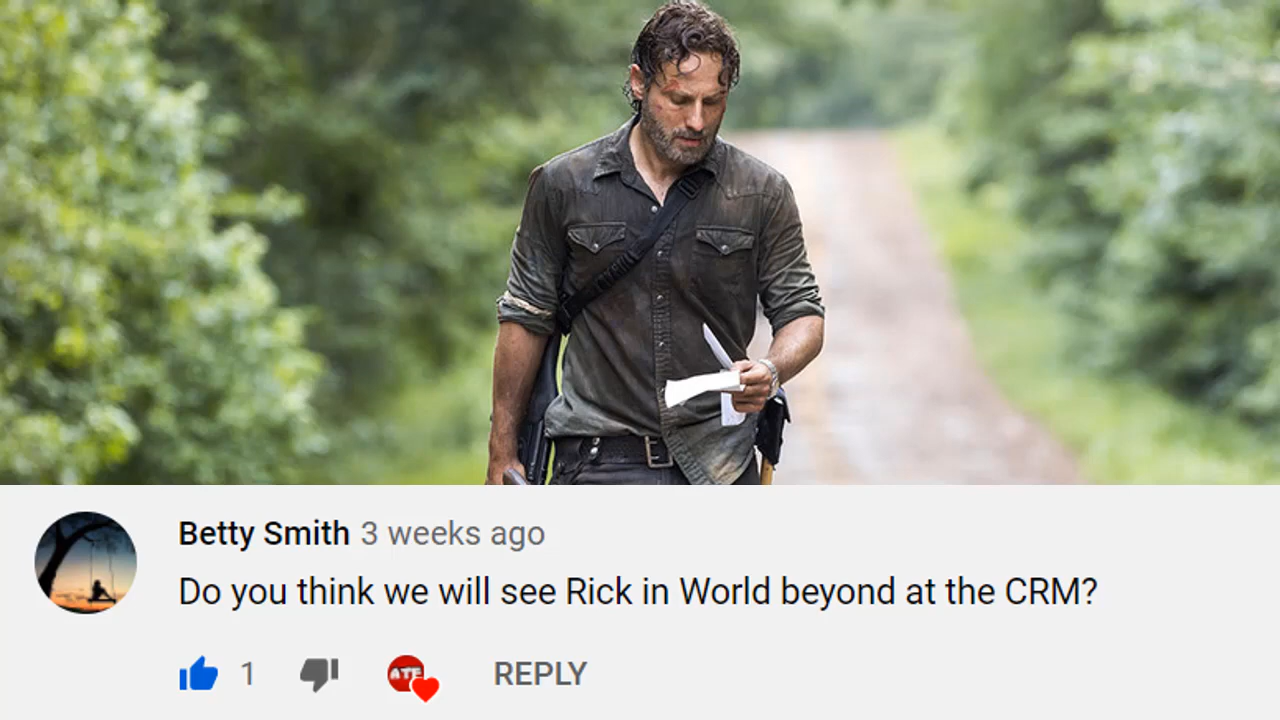 Betty Smith 3 weeks ago
Do you think we will see Rick in World beyond at the CRM?
1 ATE REPLY